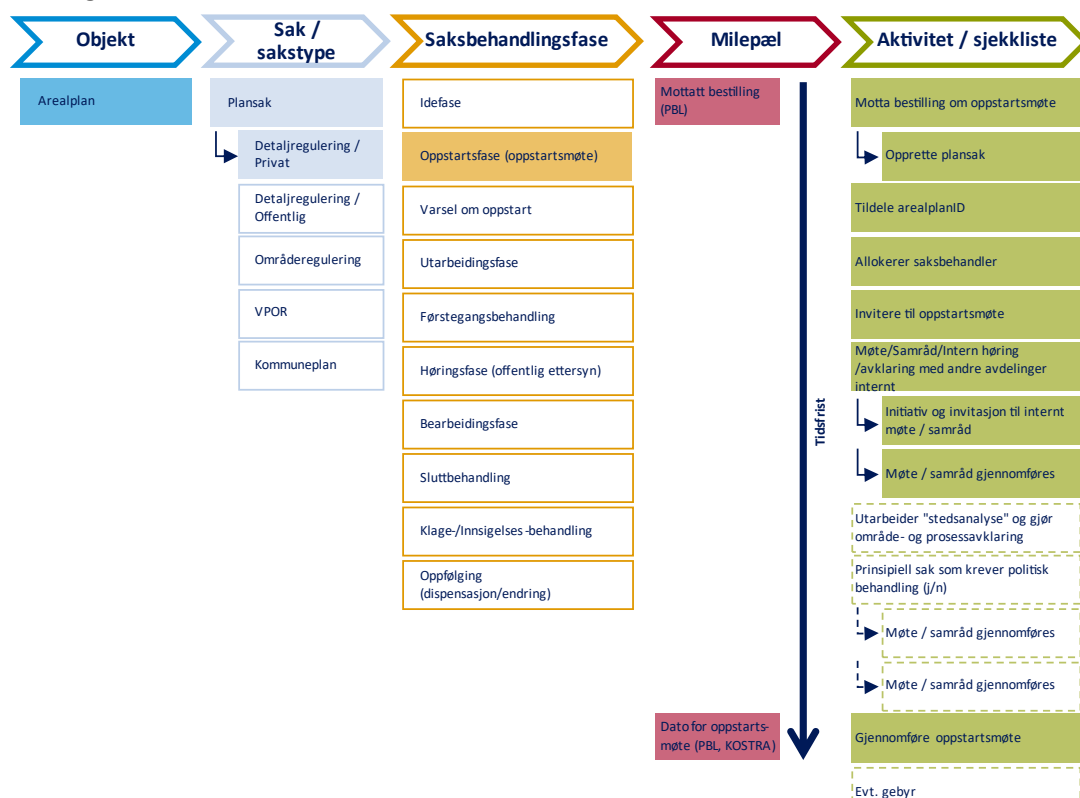 Objekt
Sak /
sakstype
Saksbehandlingsfase
Milepæl
Aktivitet / sjekkliste
Arealplan
Plansak
Detaljregulering /
Privat
Detaljregulering /
Offentlig
Områderegulering
VPOR
Kommuneplan
Idefase
Oppstartsfase (oppstartsmøte)
Varsel om oppstart
Utarbeidingsfase
Førstegangsbehandling
Høringsfase (offentlig ettersyn)
Bearbeidingsfase
Sluttbehandling
Klage-/Innsigelses-behandling
Oppfølging
(dispensasjon/endring)
Mottatt bestilling
(PBL)
Dato for oppstarts-
møte (PBL, KOSTRA)
Tidsfrist
Motta bestilling om oppstartsmøte
Opprette plansak
Tildele arealplanID
Allokerer saksbehandler
Invitere til oppstartsmøte
Møte/Samråd/Intern høring
/avklaring med andre avdelinger
internt
Initiativ og invitasjon til internt
møte / samråd
Møte / samråd gjennomføres
Utarbeider "stedsanalyse" og gjør
område- og prosessavklaring
Prinsipiell sak som krever politisk
behandling (j/n)
Møte / samråd gjennomføres
Møte / samråd gjennomføres
Gjennomføre oppstartsmøte
Evt. gebyr